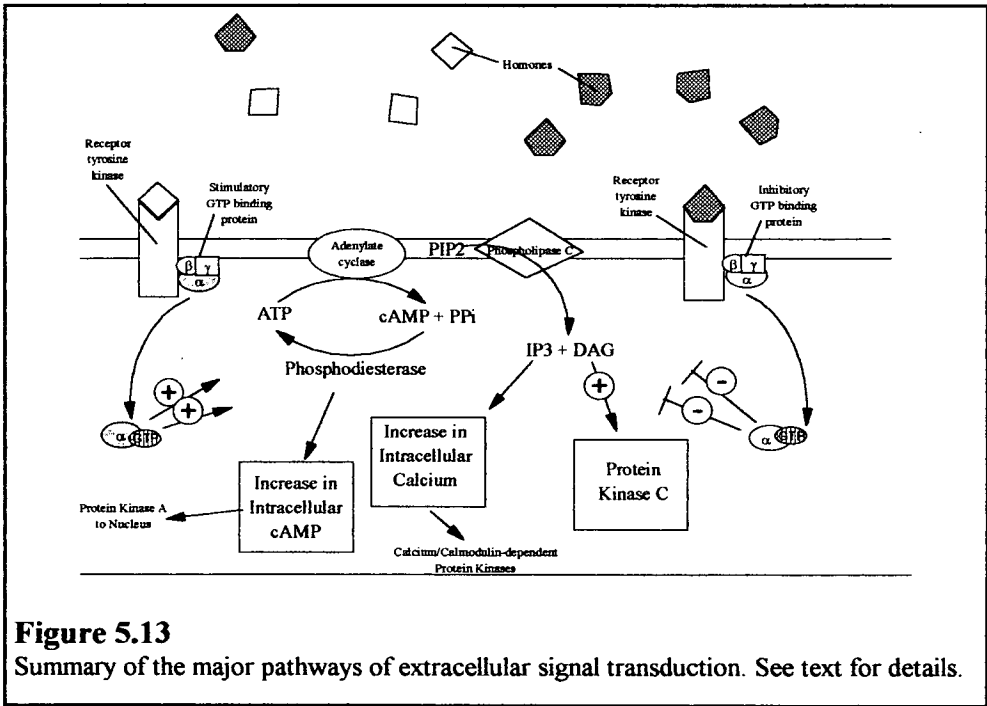 Homones
Receptor
tyrosine
kinase
Stimulatory
GTP binding
protein
Receptor
tyrosine
kinase
Inhibitory
GTP binding
protein
Adenylate
cyclase
PIP2
Phospholipase C
β γ
α
β γ
α
ATP
cAMP + PPi
Phosphodiesterase
IP3 + DAG
+
+
+
-
-
α GTP
α GTP
Increase in
Intracellular
Calcium
Protein
Kinase C
Increase in
Intracellular
cAMP
Protein Kinase A
to Nucleus
Calcium/Calmodulin-dependent
Protein Kinases
Figure 5.13
Summary of the major pathways of extracellular signal transduction. See text for details.